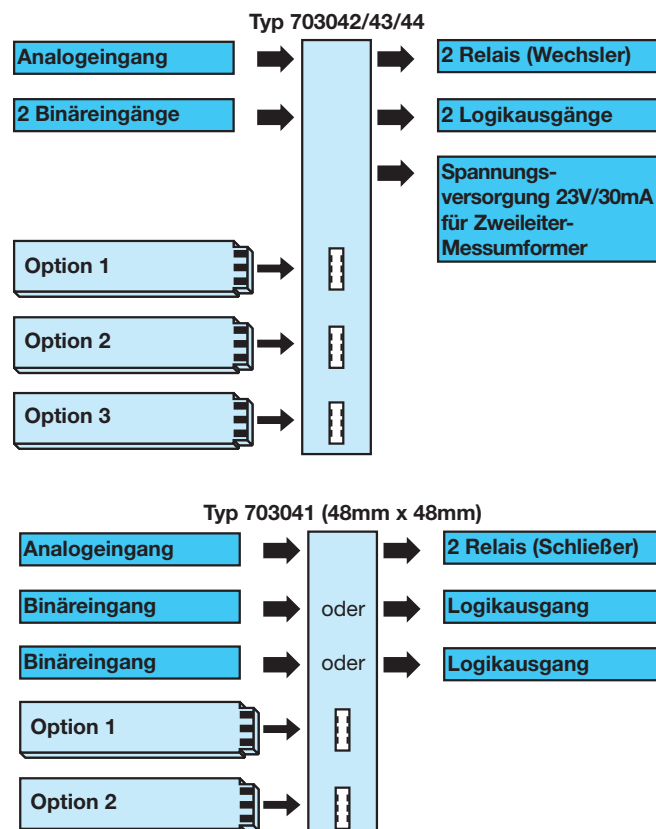 Typ 703042/43/44
Analogeingang
2 Relais (Wechsler)
2 Binäreingänge
2 Logikausgänge
Spannungs-
versorgung 23V/30mA
für Zweileiter-
Messumformer
Option 1
Option 2
Option 3
Typ 703041 (48mm x 48mm)
Analogeingang
2 Relais (Schließer)
Binäreingang
oder
Logikausgang
Binäreingang
oder
Logikausgang
Option 1
Option 2